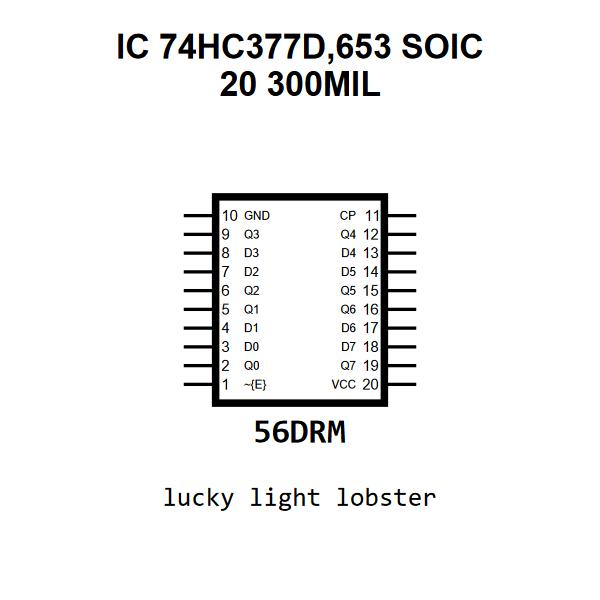 IC 74HC377D,653 SOIC
20 300MIL
10 GND CP 11
9 Q3 Q4 12
8 D3 D4 13
7 D2 D5 14
6 Q2 Q5 15
5 Q1 Q6 16
4 D1 D6 17
3 D0 D7 18
2 Q0 Q7 19
1 ~{E} VCC 20
56DRM
lucky light lobster